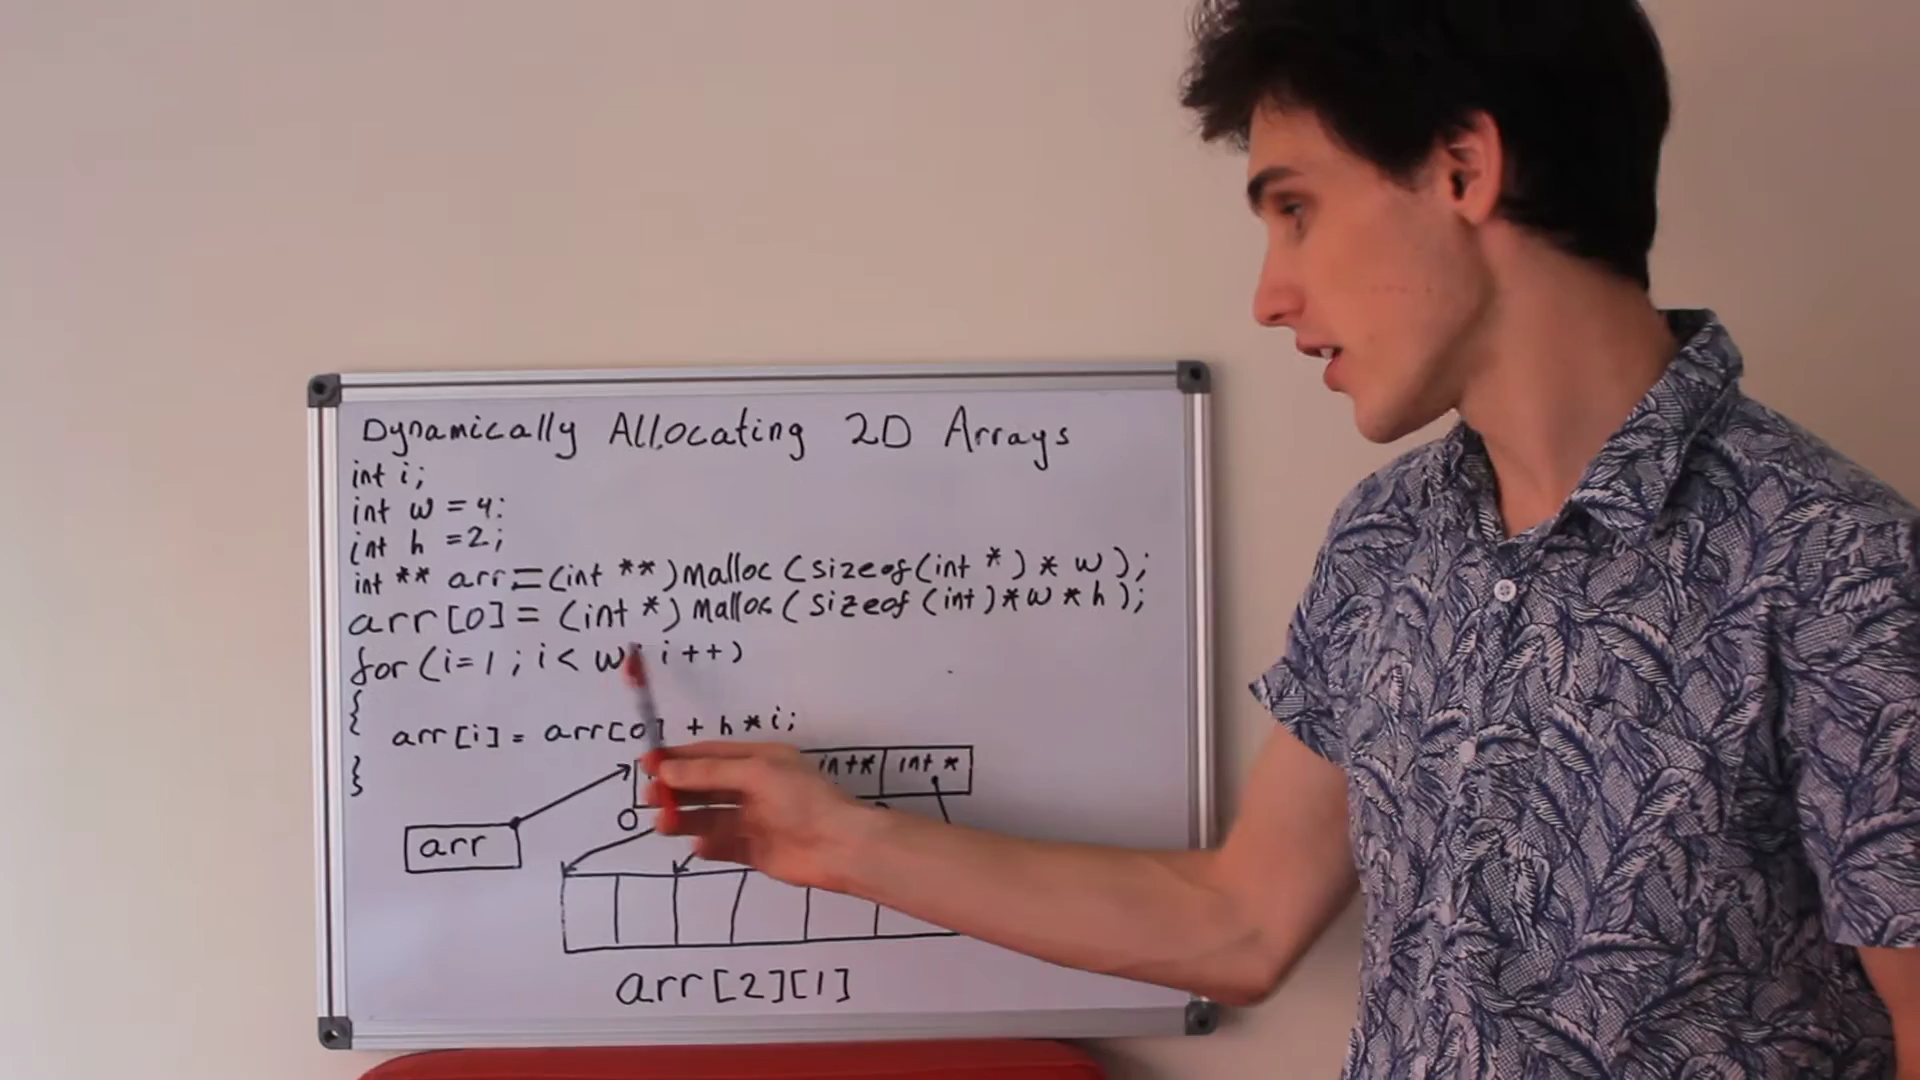 Dynamically Allocating 2D Arrays
int i;
int w = 4:
int h = 2;
int ** arr = (int **) malloc (sizeof(int *) * w );
arr[0] = (int *) malloc ( sizeof (int) * w * h );
for (i=1 ; i < w; i++)
{
arr[i] = arr[0] + h * i;
}
int* int *
0
arr
arr[2][1]